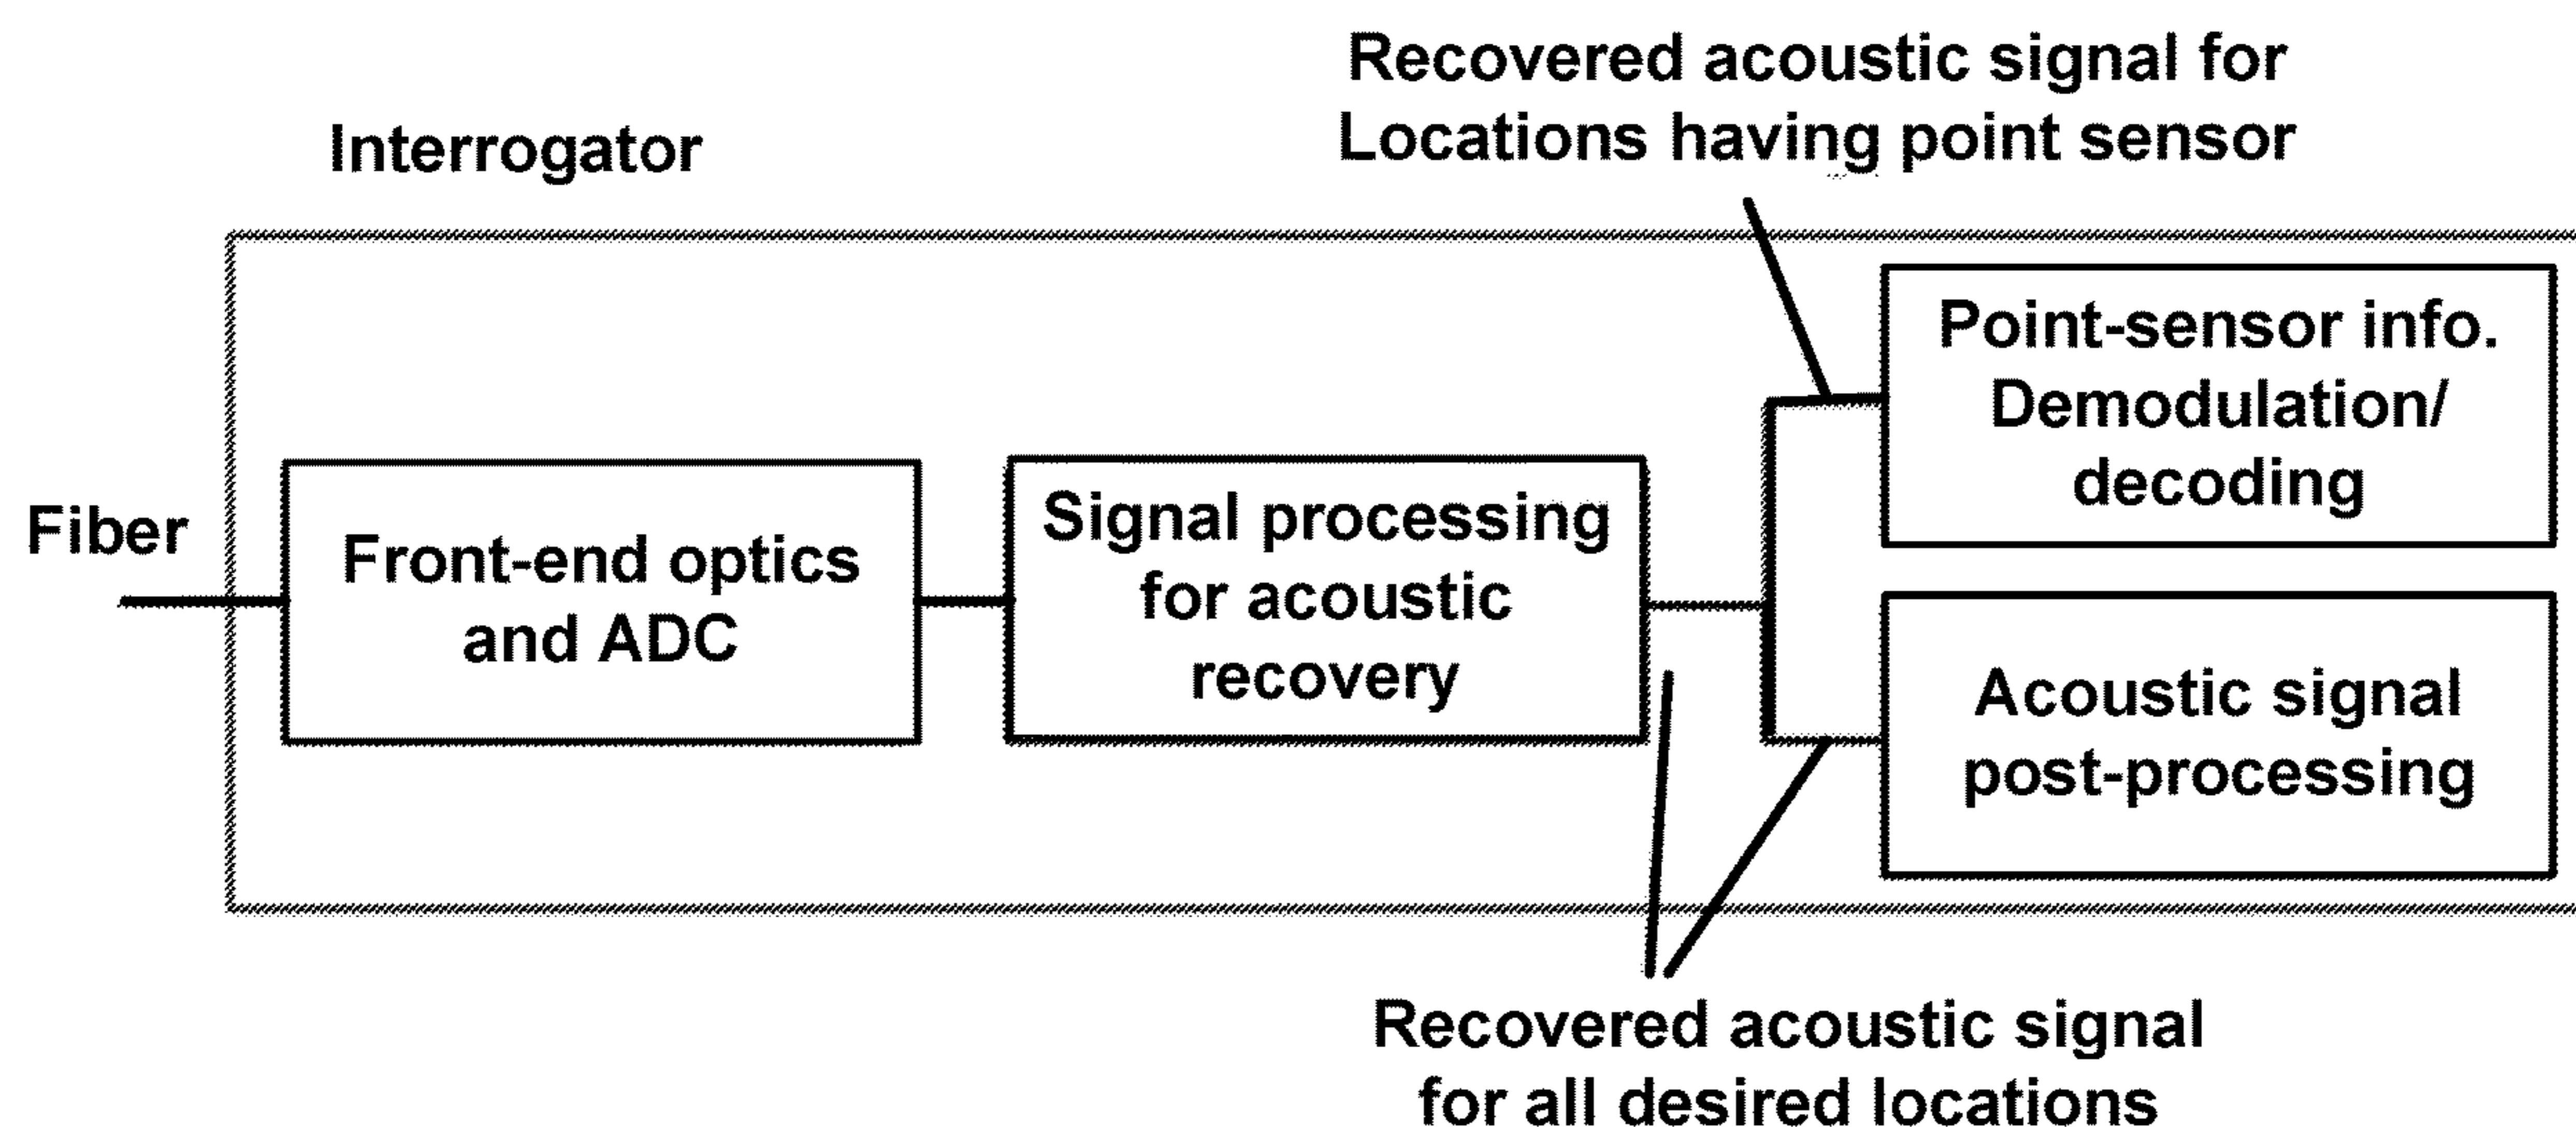 Recovered acoustic signal for
Locations having point sensor
Interrogator
Point-sensor info.
Demodulation/
decoding
Fiber
Front-end optics
and ADC
Signal processing
for acoustic
recovery
Acoustic signal
post-processing
Recovered acoustic signal
for all desired locations